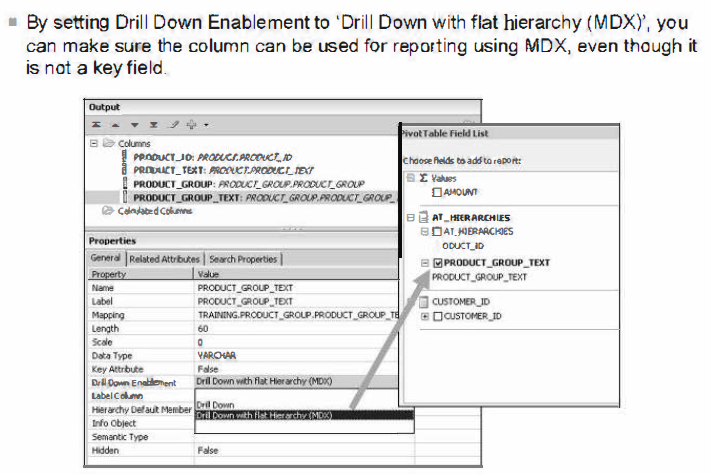 By setting Drill Down Enablement to ‘Drill Down with flat hierarchy (MDX)’, you
can make sure the column can be used for reporting using MDX, even though it
is not a key field.
Output
Columns
PRODUCT_ID: PRODUCT.PRODUCT_ID
PRODUCT_TEXT: PRODUCT.PRODUCT_TEXT
PRODUCT_GROUP: PRODUCT_GROUP.PRODUCT_GROUP
PRODUCT_GROUP_TEXT: PRODUCT_GROUP.PRODUCT_GROUP_
Calculated Columns
Properties
General Related Attributes Search Properties
Property Value
Name PRODUCT_GROUP_TEXT
Label PRODUCT_GROUP_TEXT
Mapping TRAINING.PRODUCT_GROUP.PRODUCT_GROUP_TE
Length 60
Scale 0
Data Type VARCHAR
Key Attribute False
Drill Down Enablement Drill Down with flat Hierarchy (MDX)
Label Column
Drill Down
Hierarchy Default Member Drill Down with flat Hierarchy (MDX)
Info Object
Semantic Type
Hidden False
PivotTable Field List
Choose fields to add to report:
Σ Values
AMOUNT
AT_HIERARCHIES
AT_HIERARCHIES
ODUCT_ID
PRODUCT_GROUP_TEXT
PRODUCT_GROUP_TEXT
CUSTOMER_ID
CUSTOMER_ID